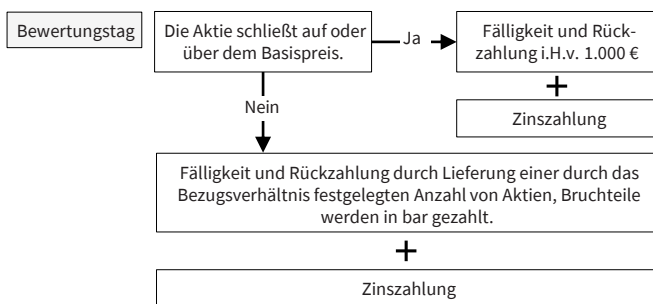 Bewertungstag
Die Aktie schließt auf oder
über dem Basispreis.
Ja
Fälligkeit und Rück-
zahlung i.H.v. 1.000 €
+
Zinszahlung
Nein
Fälligkeit und Rückzahlung durch Lieferung einer durch das
Bezugsverhältnis festgelegten Anzahl von Aktien, Bruchteile
werden in bar gezahlt.
+
Zinszahlung